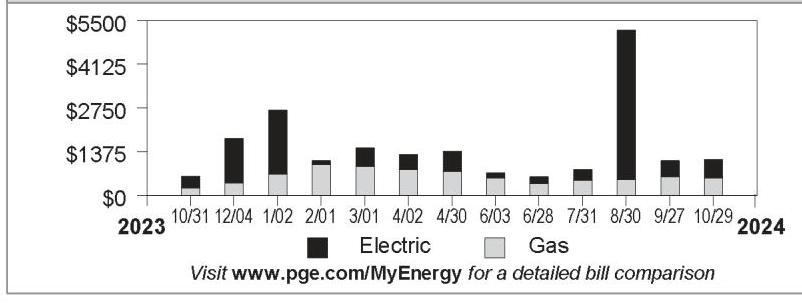 $5500
$4125
$2750
$1375
$0
10/31 12/04 1/02 2/01 3/01 4/02 4/30 6/03 6/28 7/31 8/30 9/27 10/29
2023 2024
Electric Gas
Visit www.pge.com/MyEnergy for a detailed bill comparison